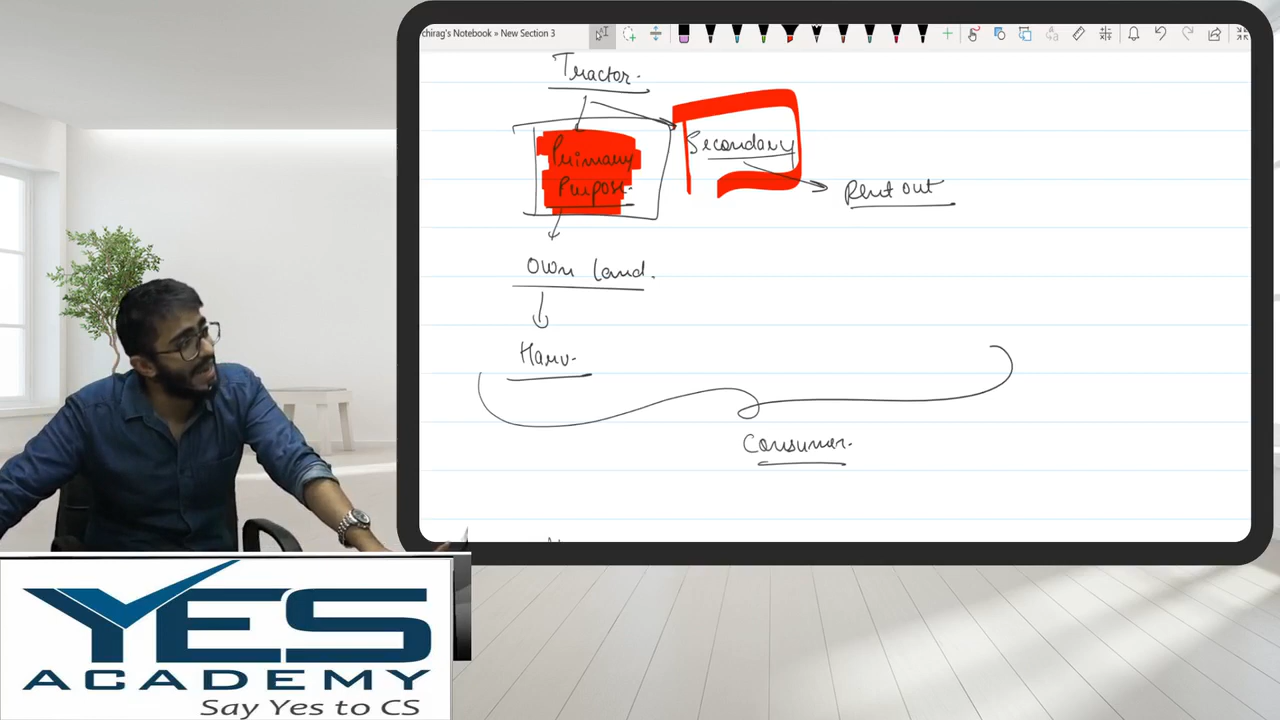 chirag's Notebook » New Section 3
Tractor.
Primary
Purpose.
Secondary
Rent out
Own land.
Harv.
Consumer.
YES
ACADEMY
Say Yes to CS